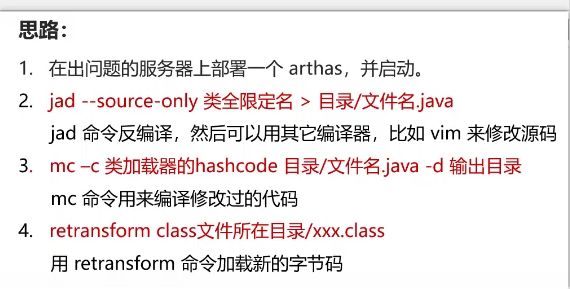 思路：
1. 在出问题的服务器上部署一个 arthas，并启动。
2. jad --source-only 类全限定名 > 目录/文件名.java
jad 命令反编译，然后可以用其它编译器，比如 vim 来修改源码
3. mc –c 类加载器的hashcode 目录/文件名.java -d 输出目录
mc 命令用来编译修改过的代码
4. retransform class文件所在目录/xxx.class
用 retransform 命令加载新的字节码